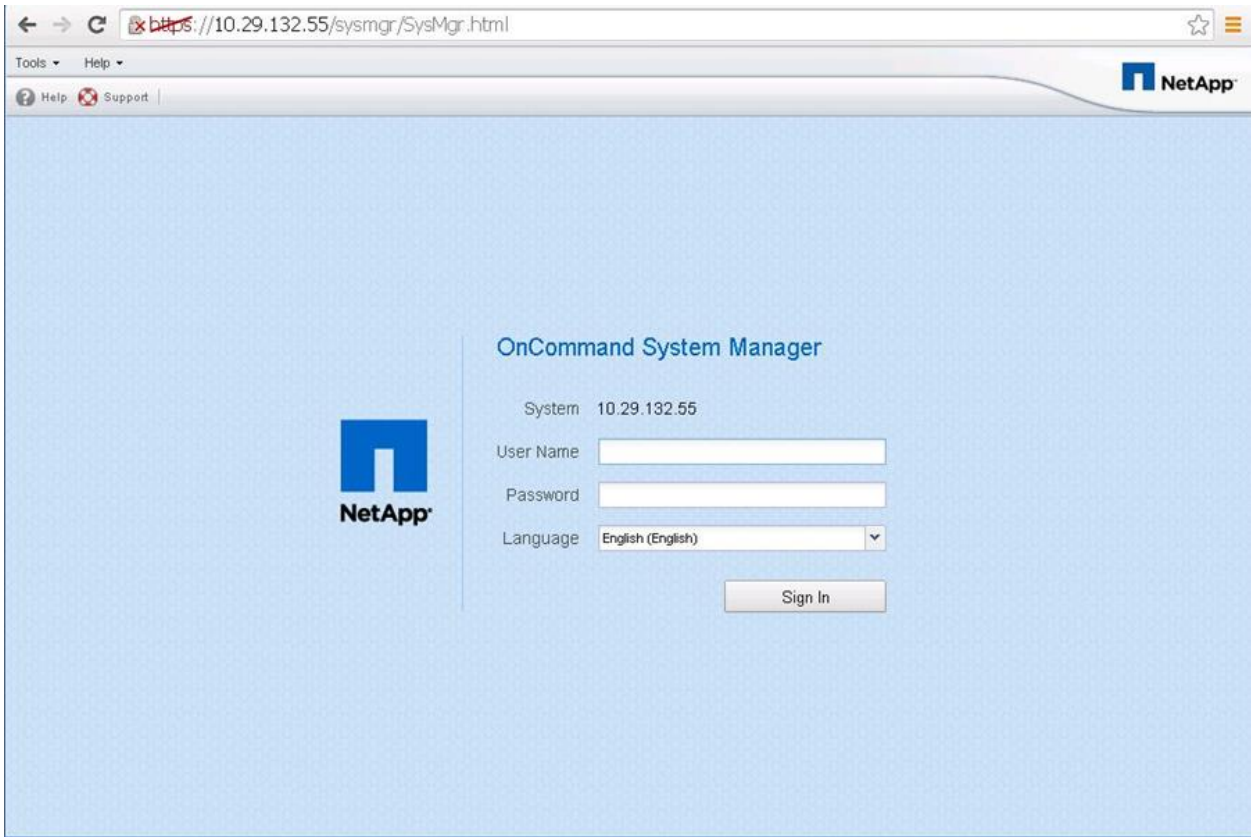 https://10.29.132.55/sysmgr/SysMgr.html
Tools Help
Help Support
NetApp
OnCommand System Manager
System 10.29.132.55
User Name
Password
Language English (English)
NetApp
Sign In